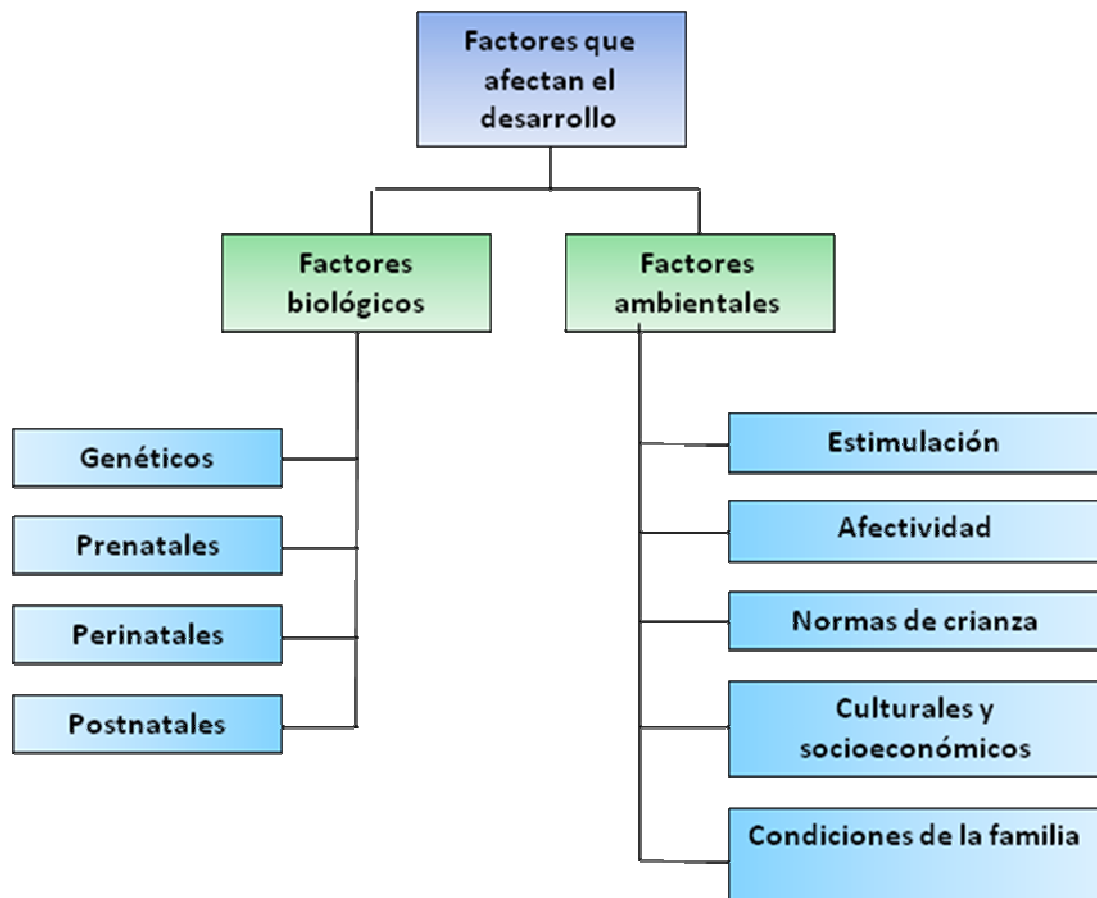 Factores que
afectan el
desarrollo
Factores
biológicos
Factores
ambientales
Genéticos
Prenatales
Perinatales
Postnatales
Estimulación
Afectividad
Normas de crianza
Culturales y
socioeconómicos
Condiciones de la familia